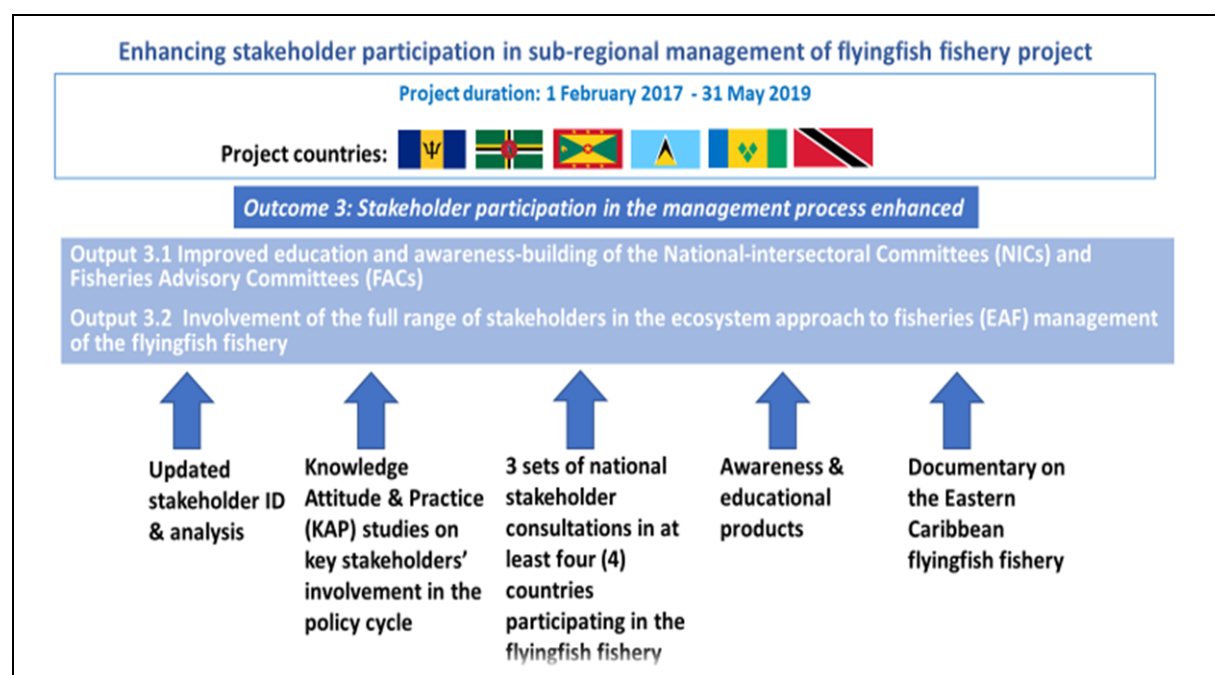 Enhancing stakeholder participation in sub-regional management of flyingfish fishery project
Project duration: 1 February 2017 - 31 May 2019
Project countries:
Outcome 3: Stakeholder participation in the management process enhanced
Output 3.1 Improved education and awareness-building of the National-intersectoral Committees (NICs) and
Fisheries Advisory Committees (FACs)
Output 3.2 Involvement of the full range of stakeholders in the ecosystem approach to fisheries (EAF) management
of the flyingfish fishery
Updated
stakeholder ID
& analysis
Knowledge
Attitude & Practice
(KAP) studies on
key stakeholders'
involvement in the
policy cycle
3 sets of national
stakeholder
consultations in at
least four (4)
countries
participating in the
flyingfish fishery
Awareness &
educational
products
Documentary on
the Eastern
Caribbean
flyingfish fishery